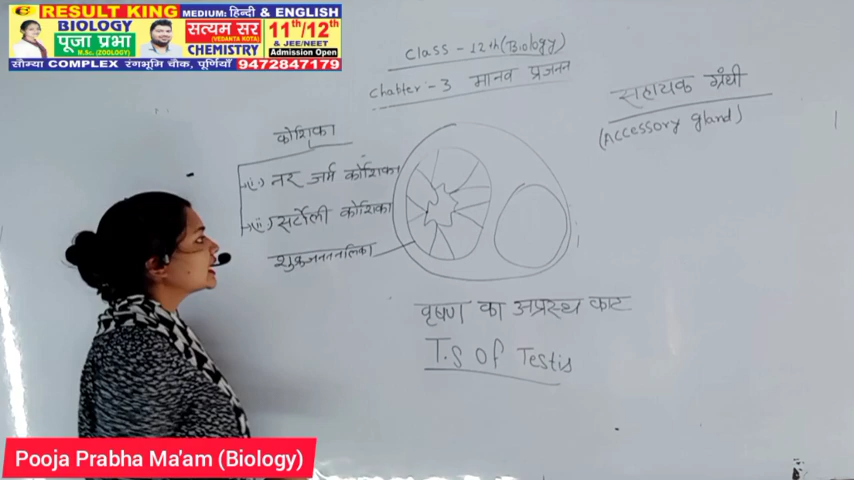 RESULT KING MEDIUM: हिन्दी & ENGLISH
BIOLOGY
पूजा प्रभा
M.Sc. (ZOOLOGY)
सत्यम सर
(VEDANTA KOTA)
CHEMISTRY
11th/12th
& JEE/NEET
Admission Open
सौम्या COMPLEX रंगभूमि चौक, पूर्णियाँ 9472847179
Class - 12th (Biology)
Chapter:- 3 मानव प्रजनन
सहायक ग्रंथी
(Accessory gland)
कोशिका
(i) नर जर्म कोशिका
(ii) सर्टोली कोशिका
शुक्रजनननलिका
वृषण का अप्रस्थ काट
T.S Of Testis
Pooja Prabha Ma'am (Biology)